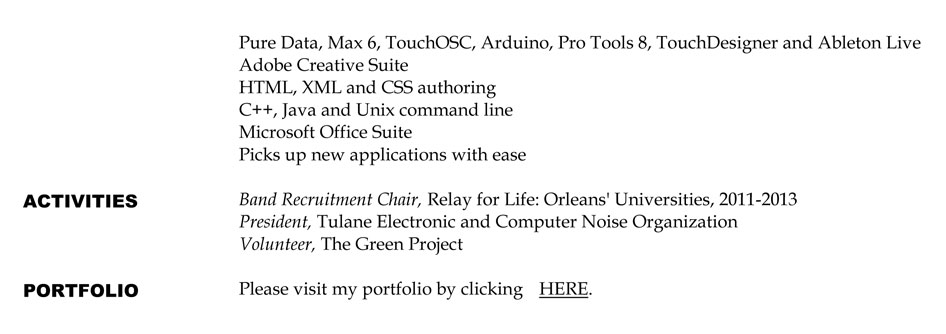 Pure Data, Max 6, TouchOSC, Arduino, Pro Tools 8, TouchDesigner and Ableton Live
Adobe Creative Suite
HTML, XML and CSS authoring
C++, Java and Unix command line
Microsoft Office Suite
Picks up new applications with ease
ACTIVITIES Band Recruitment Chair, Relay for Life: Orleans' Universities, 2011-2013
President, Tulane Electronic and Computer Noise Organization
Volunteer, The Green Project
PORTFOLIO Please visit my portfolio by clicking HERE.